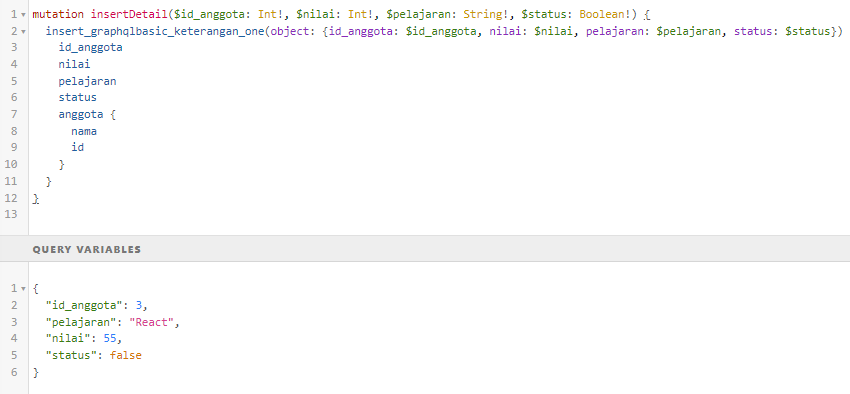 1 mutation insertDetail($id_anggota: Int!, $nilai: Int!, $pelajaran: String!, $status: Boolean!) {
2 insert_graphqlbasic_keterangan_one(object: {id_anggota: $id_anggota, nilai: $nilai, pelajaran: $pelajaran, status: $status})
3 id_anggota
4 nilai
5 pelajaran
6 status
7 anggota {
8 nama
9 id
10 }
11 }
12 }
13
QUERY VARIABLES
1 {
2 "id_anggota": 3,
3 "pelajaran": "React",
4 "nilai": 55,
5 "status": false
6 }